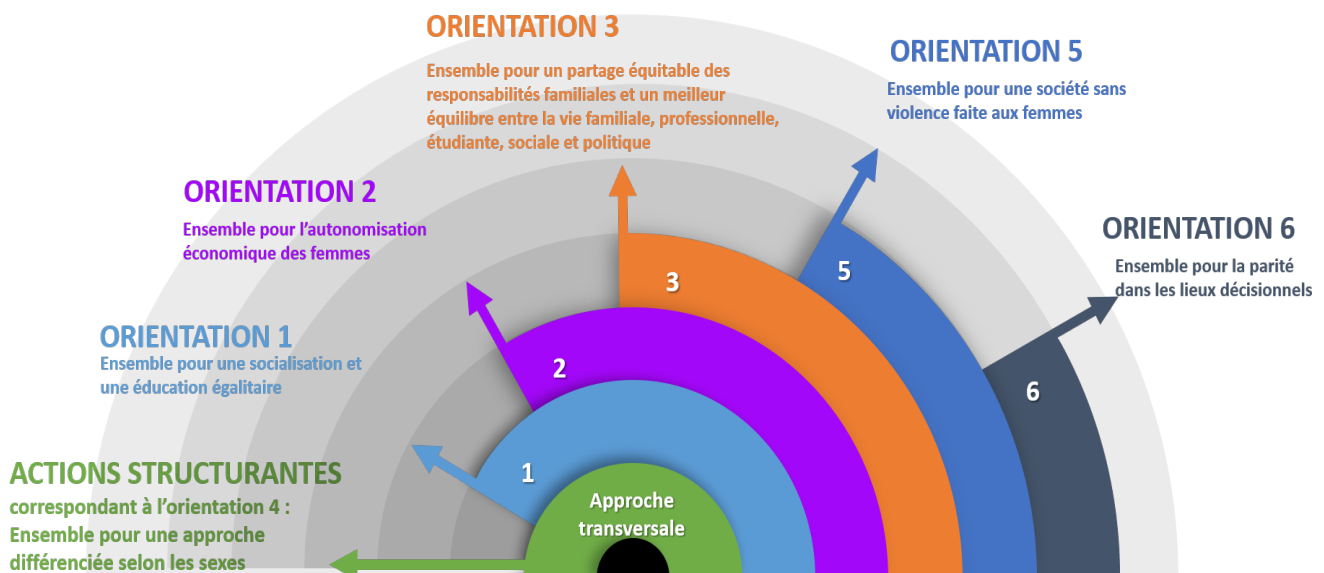 ORIENTATION 3
Ensemble pour un partage équitable des
responsabilités familiales et un meilleur
équilibre entre la vie familiale, professionnelle,
étudiante, sociale et politique
ORIENTATION 5
Ensemble pour une société sans
violence faite aux femmes
ORIENTATION 2
Ensemble pour l’autonomisation
économique des femmes
ORIENTATION 6
Ensemble pour la parité
dans les lieux décisionnels
ORIENTATION 1
Ensemble pour une socialisation et
une éducation égalitaire
ACTIONS STRUCTURANTES
correspondant à l’orientation 4 :
Ensemble pour une approche
différenciée selon les sexes
5
3
2
6
1
Approche
transversale